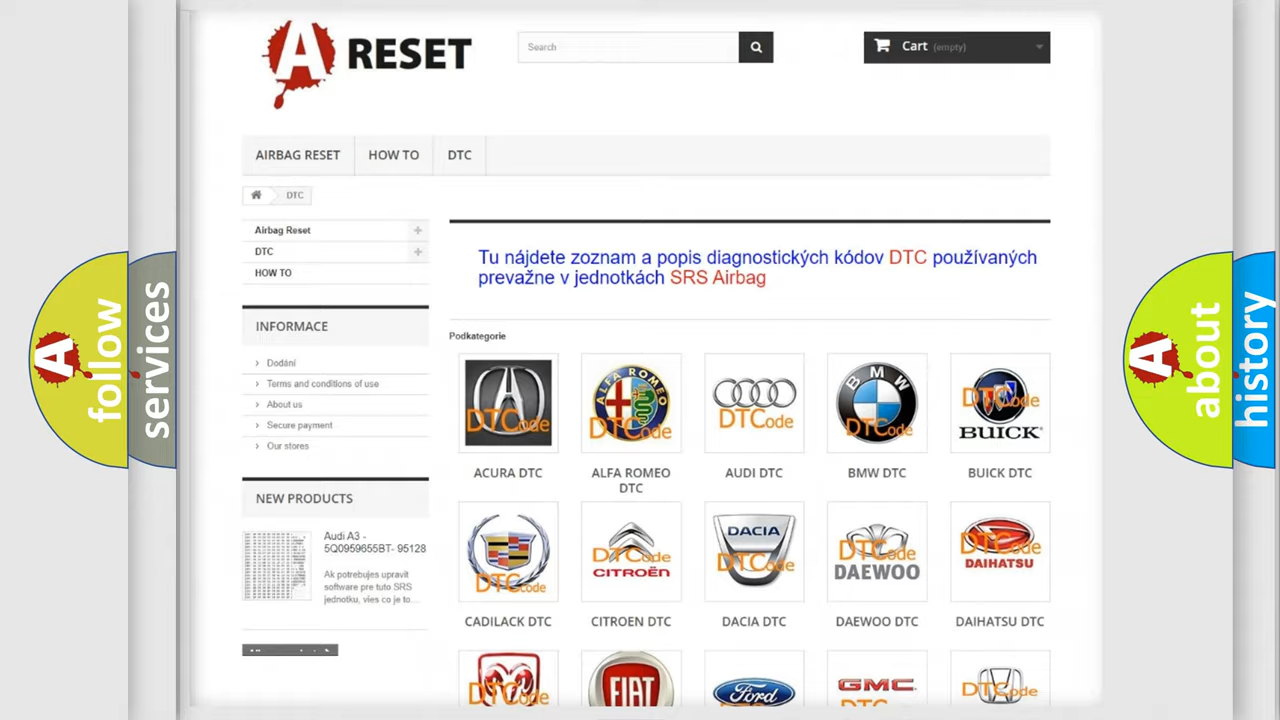 A RESET
Search
Cart (empty)
AIRBAG RESET
HOW TO
DTC
DTC
Airbag Reset
DTC
HOW TO
Tu nájdete zoznam a popis diagnostických kódov DTC používaných
prevažne v jednotkách SRS Airbag
INFORMACE
Dodání
Terms and conditions of use
About us
Secure payment
Our stores
Podkategorie
DTCode
ALFA ROMEO
DTCode
DTCode
BMW
DTCode
DTCode
BUICK
ACURA DTC
ALFA ROMEO
DTC
AUDI DTC
BMW DTC
BUICK DTC
NEW PRODUCTS
Audi A3 -
5Q0959655BT- 95128
Ak potrebujes upravit
software pre tuto SRS
jednotku, vies co je to...
DTCode
DTCode
CITROËN
DACIA
DTCode
DTCode
DAEWOO
DTCode
DAIHATSU
CADILACK DTC
CITROEN DTC
DACIA DTC
DAEWOO DTC
DAIHATSU DTC
DTCode
FIAT
Ford
GMC
DTCode
A follow
services
A about
history